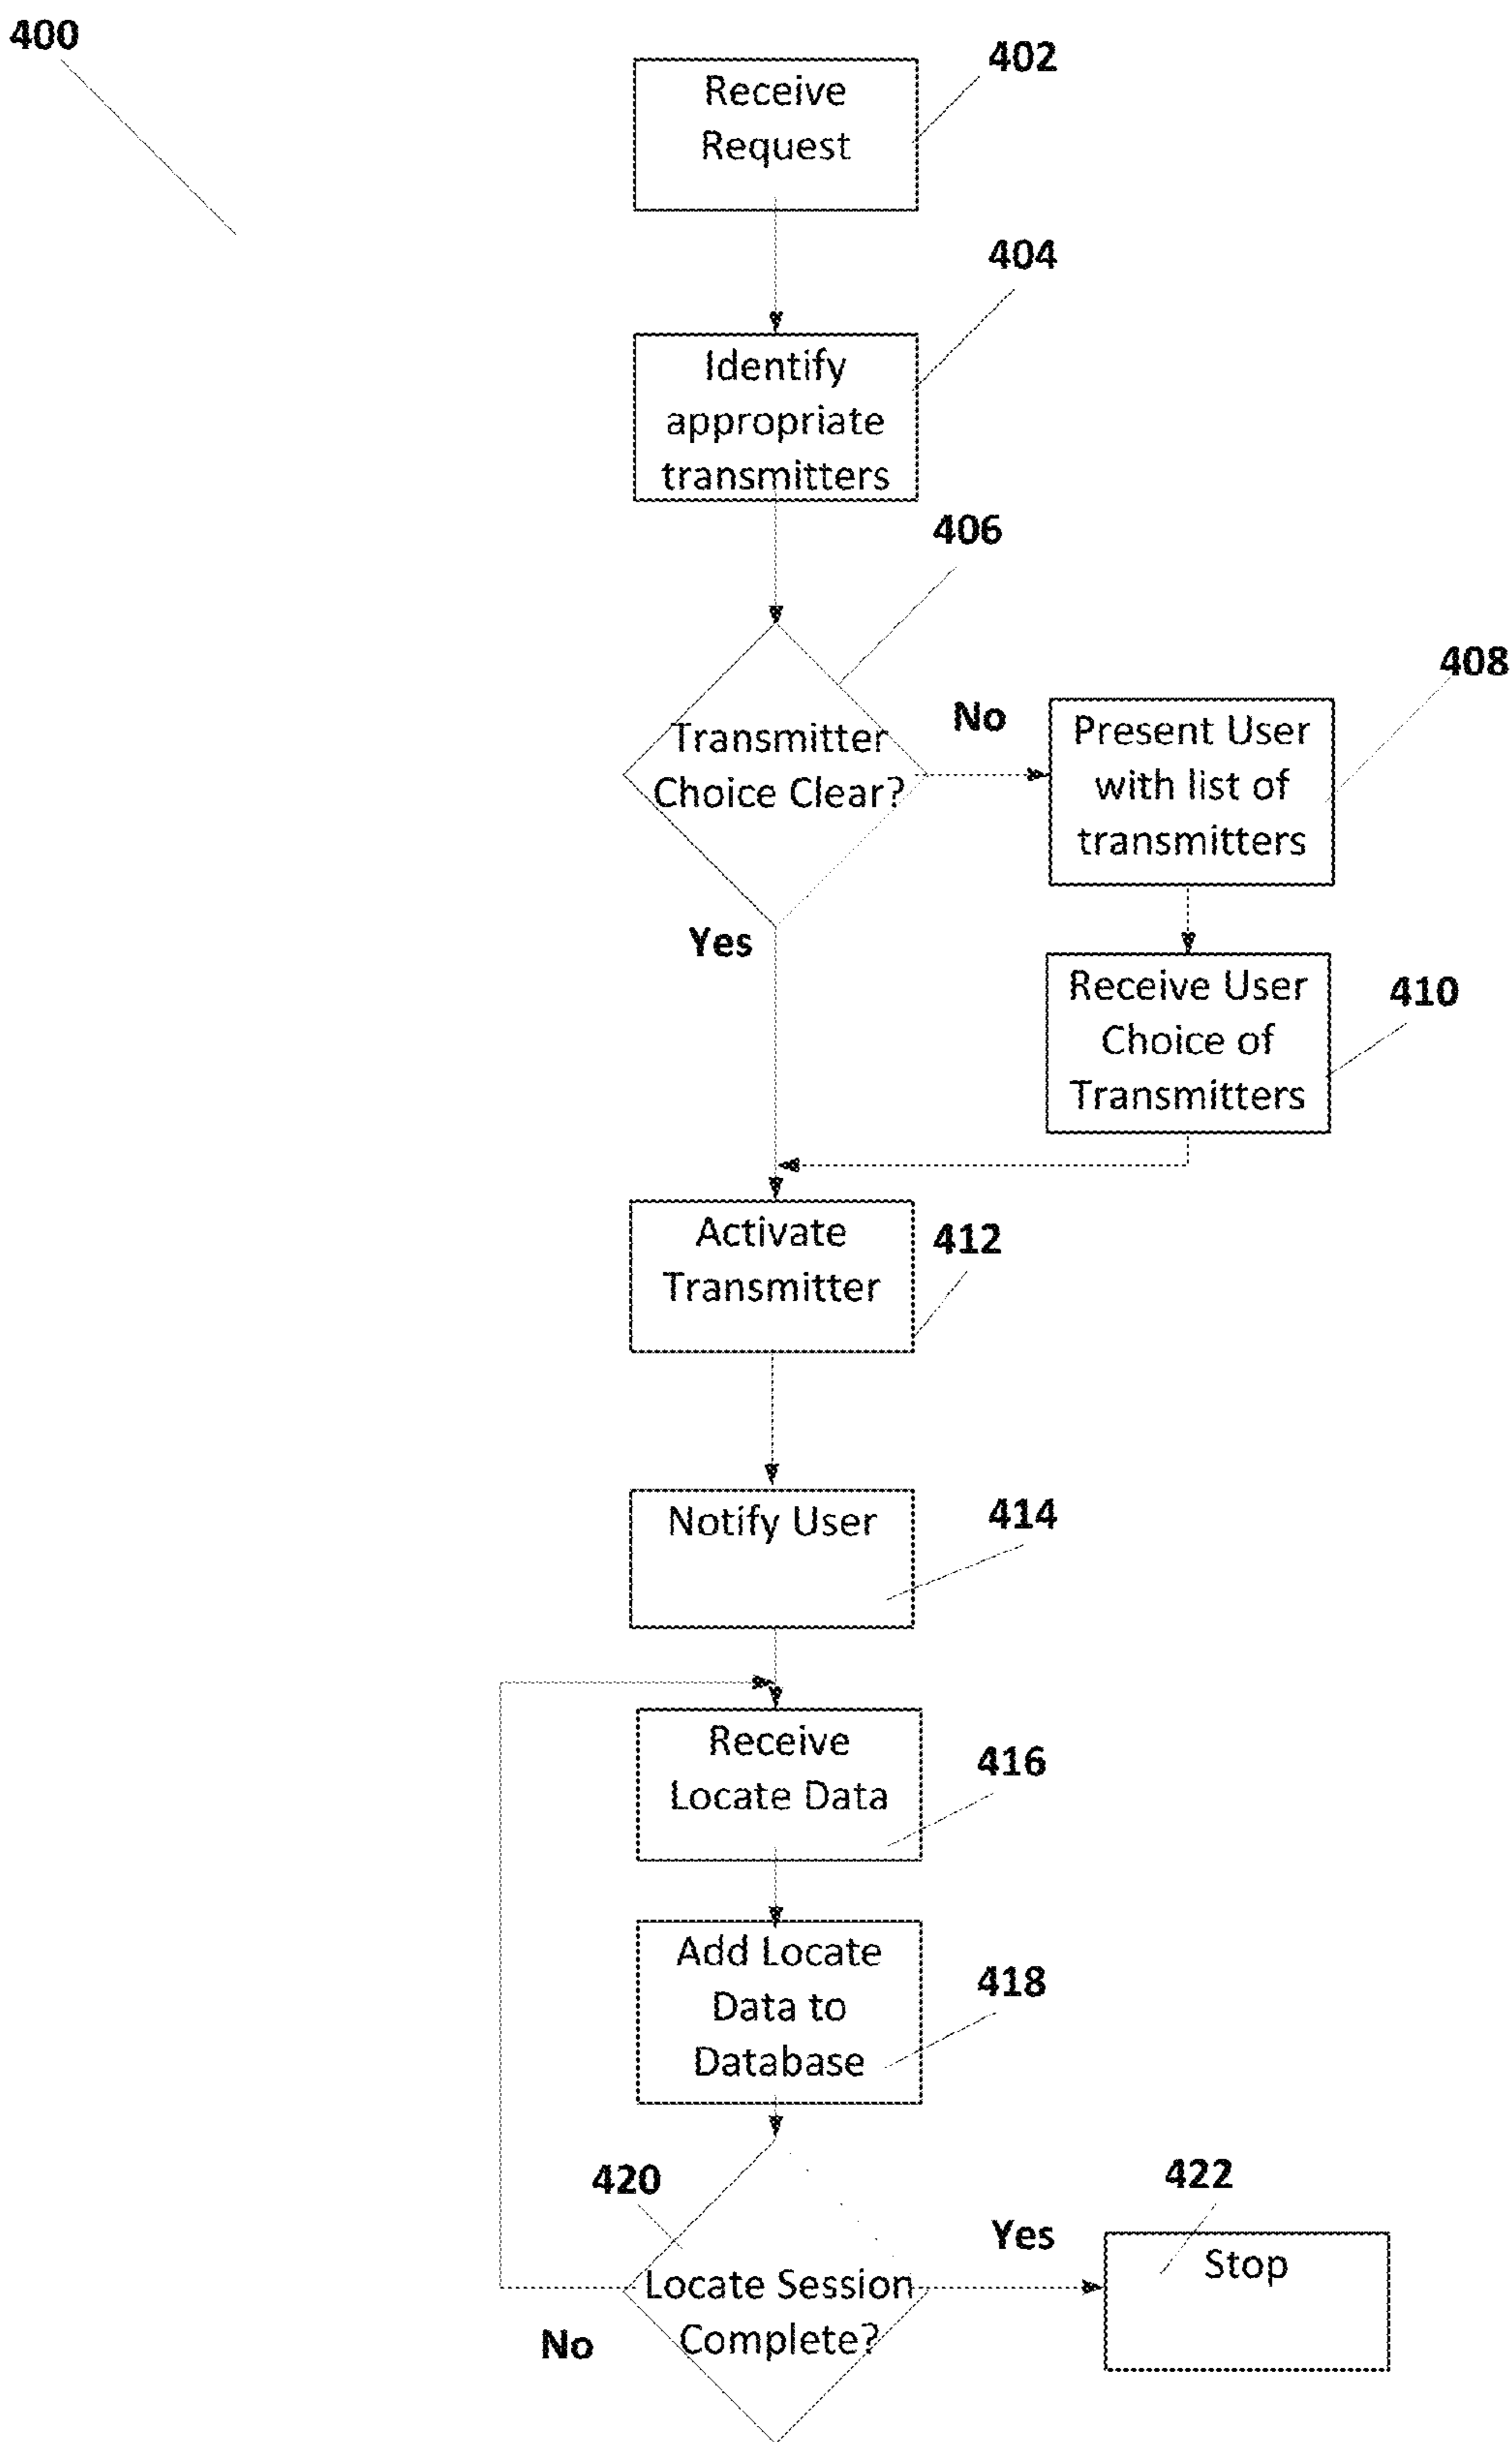 400
402
Receive
Request
404
Identify
appropriate
transmitters
406
408
No
Transmitter
Choice Clear?
Present User
with list of
transmitters
Yes
Receive User
Choice of
Transmitters
410
Activate
Transmitter
412
Notify User
414
Receive
Locate Data
416
Add Locate
Data to
Database
418
420
422
Yes
Locate Session
Complete?
Stop
No